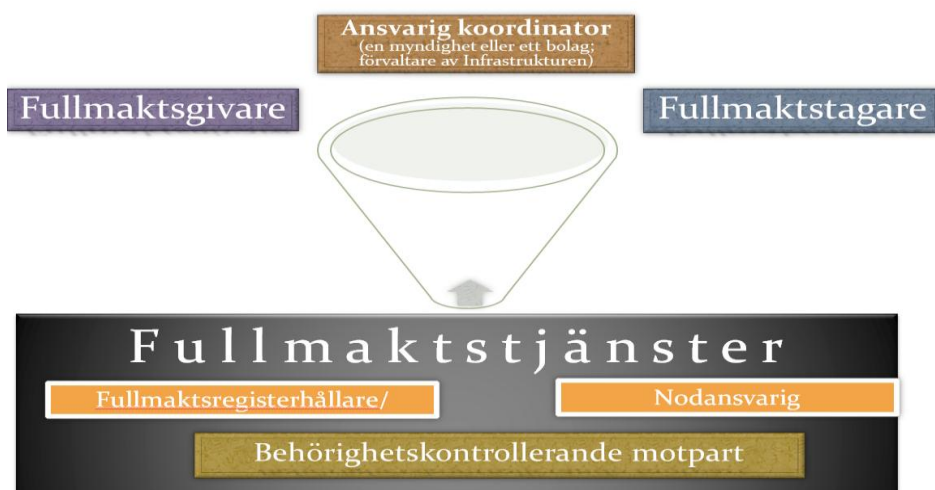 Ansvarig koordinator
(en myndighet eller ett bolag;
förvaltare av Infrastrukturen)
Fullmaktsgivare
Fullmaktstagare
Fullmaktstjänster
Fullmaktsregisterhållare/
Nodansvarig
Behörighetskontrollerande motpart